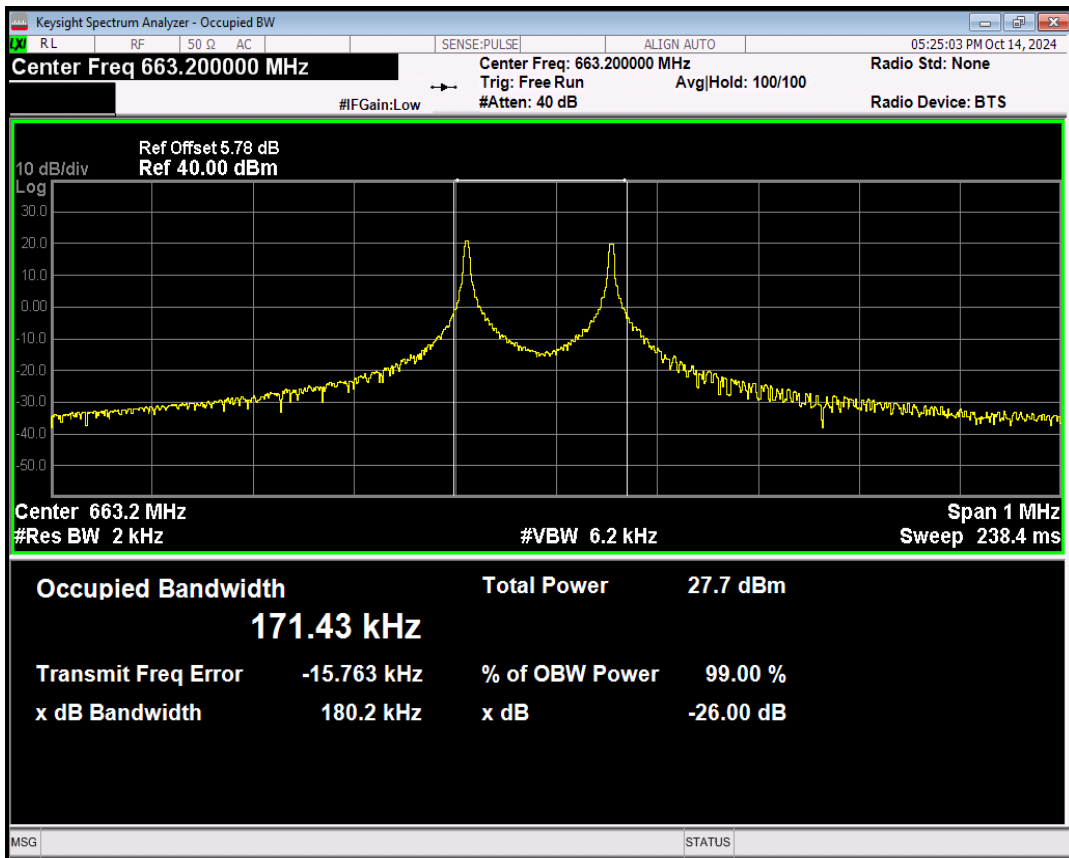 Keysight Spectrum Analyzer - Occupied BW
LXI RL RF 50 Ω AC SENSE:PULSE ALIGN AUTO 05:25:03 PM Oct 14, 2024
Center Freq 663.200000 MHz Center Freq: 663.200000 MHz Radio Std: None
Trig: Free Run Avg|Hold: 100/100
#IFGain:Low #Atten: 40 dB Radio Device: BTS
Ref Offset 5.78 dB
10 dB/div Ref 40.00 dBm
Log
30.0
20.0
10.0
0.00
-10.0
-20.0
-30.0
-40.0
-50.0
Center 663.2 MHz Span 1 MHz
#Res BW 2 kHz #VBW 6.2 kHz Sweep 238.4 ms
Occupied Bandwidth Total Power 27.7 dBm
171.43 kHz
Transmit Freq Error -15.763 kHz % of OBW Power 99.00 %
x dB Bandwidth 180.2 kHz x dB -26.00 dB
MSG STATUS